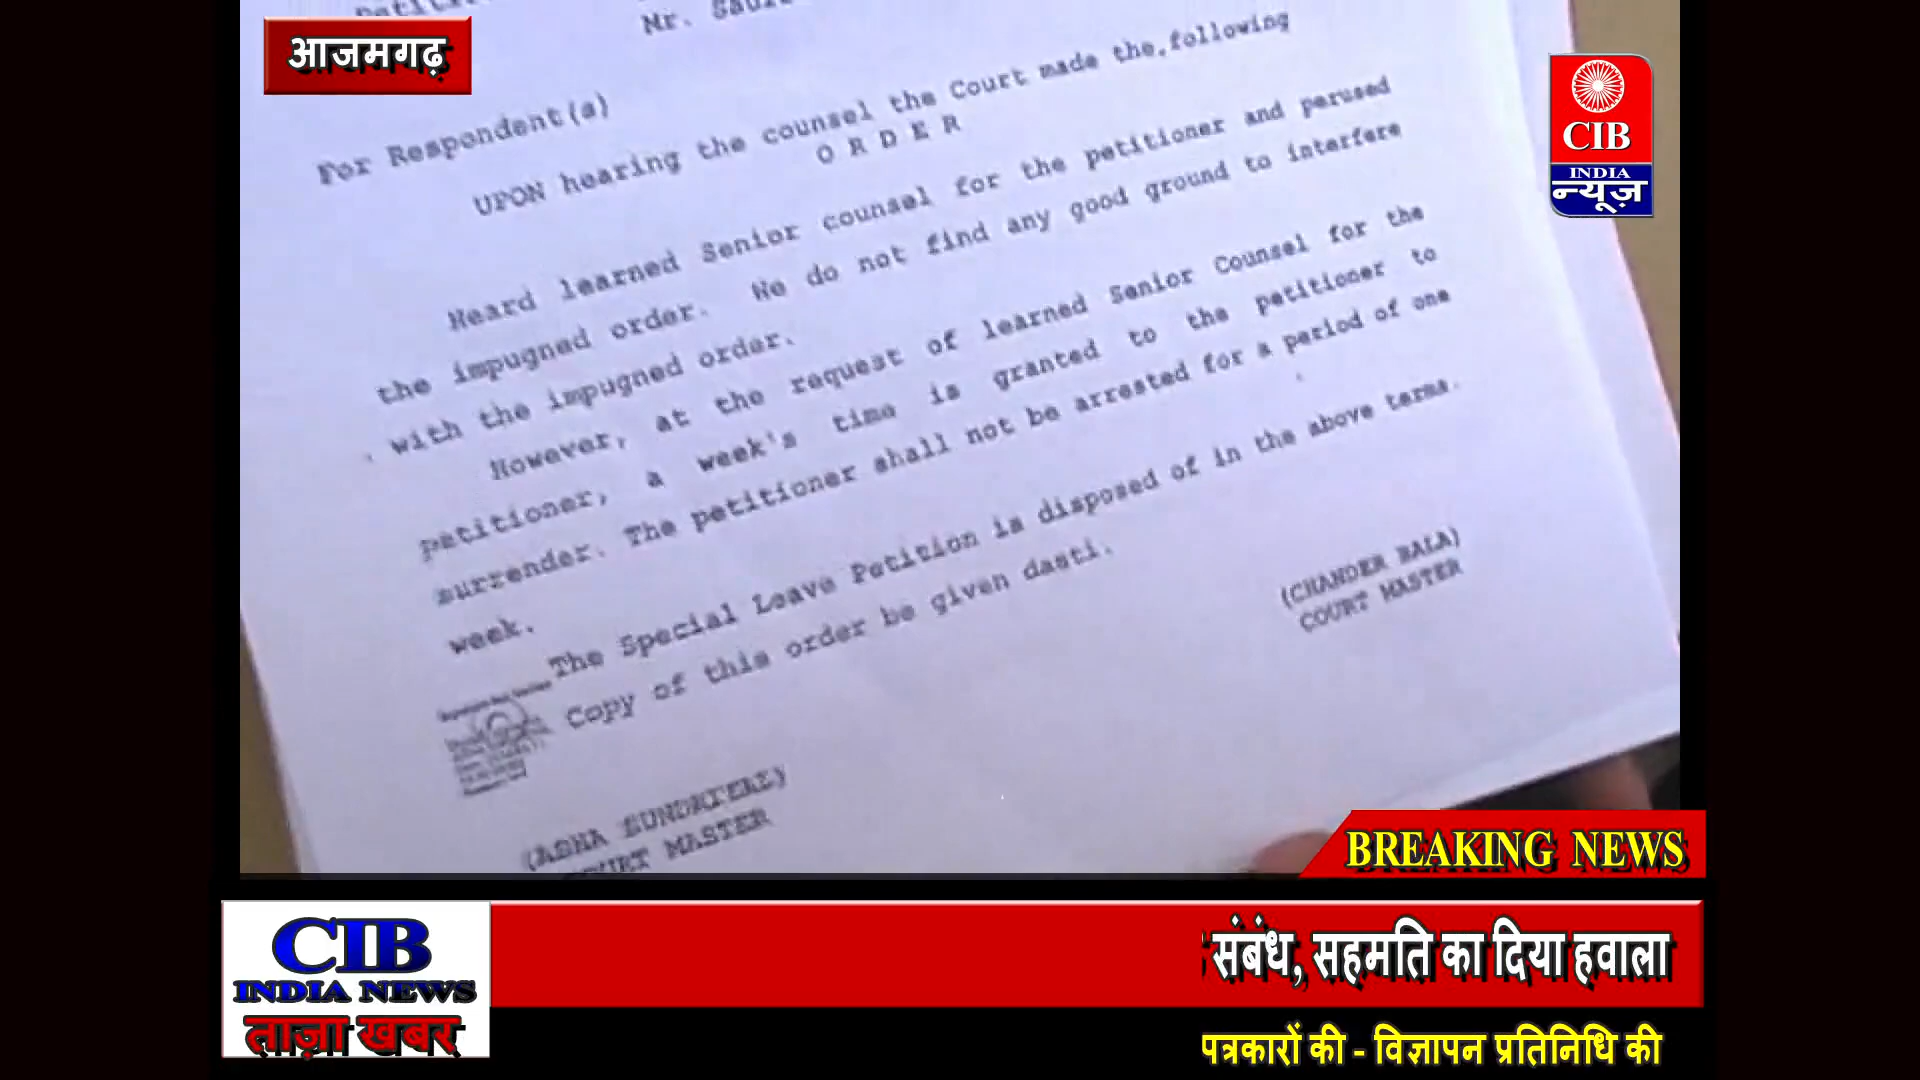 आजमगढ़
Mr.
For Respondent(s)
UPON hearing the counsel the Court made the following
O R D E R
Heard learned Senior counsel for the petitioner and perused
the impugned order. We do not find any good ground to interfere
with the impugned order.
However, at the request of learned Senior Counsel for the
petitioner, a week's time is granted to the petitioner to
surrender. The petitioner shall not be arrested for a period of one
week.
The Special Leave Petition is disposed of in the above terms.
Copy of this order be given dasti.
(CHANDER BALA)
COURT MASTER
(ASHA SUNDRIYAL)
COURT MASTER
CIB
INDIA
न्यूज़
BREAKING NEWS
संबंध, सहमति का दिया हवाला
CIB
INDIA NEWS
ताज़ा खबर
पत्रकारों की - विज्ञापन प्रतिनिधि की